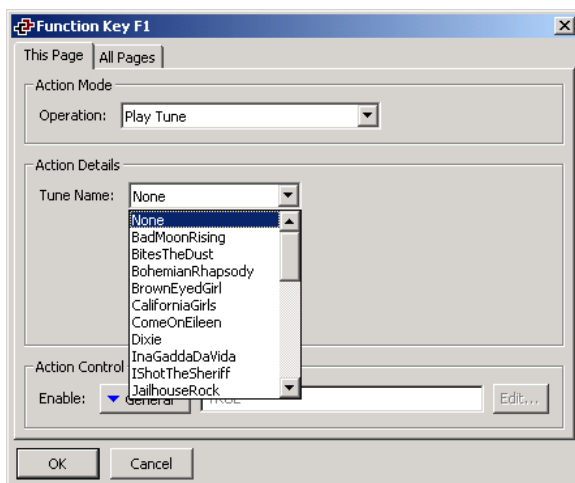 Function Key F1
This Page
All Pages
Action Mode
Operation: Play Tune
Action Details
Tune Name: None
None
BadMoonRising
BitesTheDust
BohemianRhapsody
BrownEyedGirl
CaliforniaGirls
ComeOnEileen
Dixie
InaGaddaDaVida
IShotTheSheriff
JailhouseRock
Action Control
Enable: General TRUE Edit...
OK Cancel